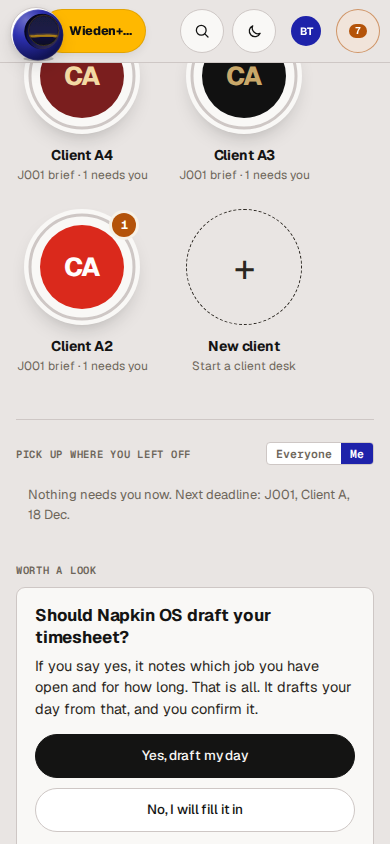 Wieden+...
BT
7
CA
CA
Client A4
Client A3
J001 brief · 1 needs you
J001 brief · 1 needs you
1
CA
+
Client A2
New client
J001 brief · 1 needs you
Start a client desk
PICK UP WHERE YOU LEFT OFF
Everyone
Me
Nothing needs you now. Next deadline: J001, Client A,
18 Dec.
WORTH A LOOK
Should Napkin OS draft your
timesheet?
If you say yes, it notes which job you have
open and for how long. That is all. It drafts your
day from that, and you confirm it.
Yes, draft my day
No, I will fill it in